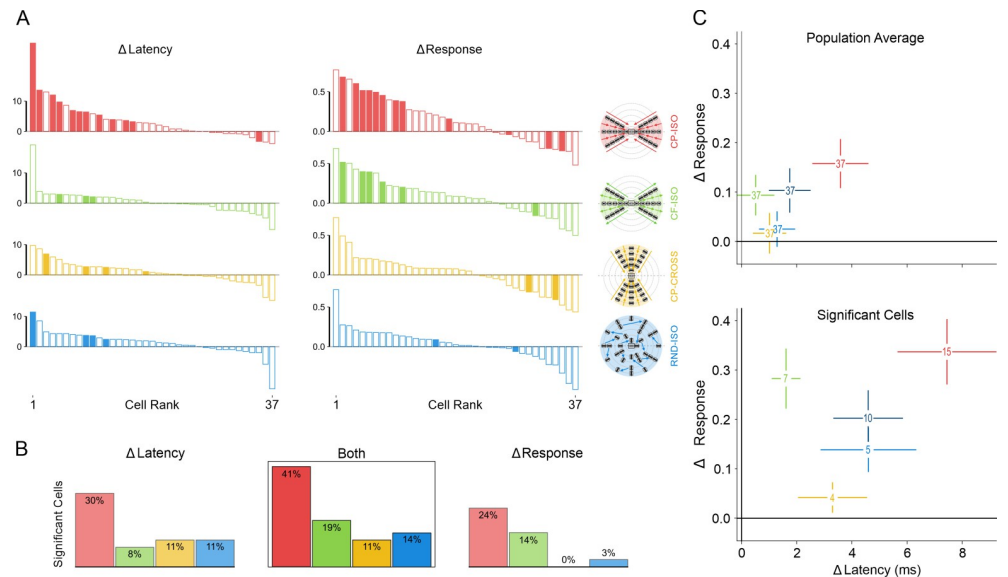 A
Δ Latency
Δ Response
10
0
0.5
0.0
CP-ISO
10
0
0.5
0.0
CF-ISO
10
0
0.5
0.0
CP-CROSS
10
0
0.5
0.0
RND-ISO
1 Cell Rank 37
1 Cell Rank 37
B
Δ Latency
Both
Δ Response
Significant Cells
30%
8%
11%
11%
41%
19%
11%
14%
24%
14%
0%
3%
C
Population Average
Δ Response
0.4
0.3
0.2
0.1
0.0
37
37
37
37
37
Significant Cells
Δ Response
0.4
0.3
0.2
0.1
0.0
15
7
10
5
4
0 2 4 6 8
Δ Latency (ms)